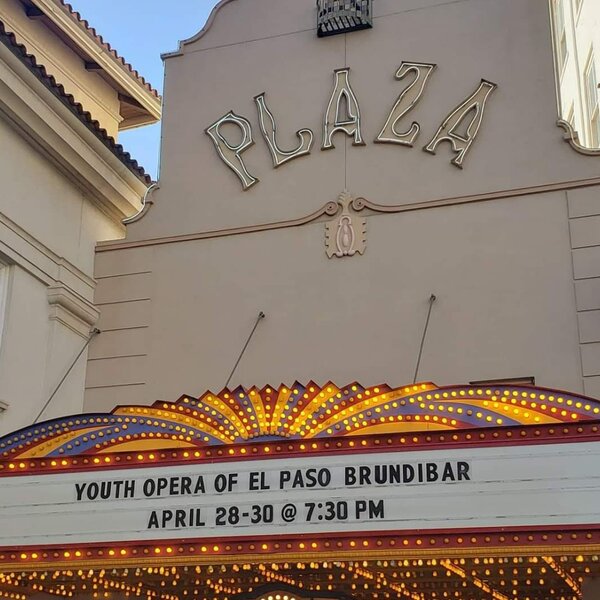 PLAZA
YOUTH OPERA OF EL PASO BRUNDIBAR
APRIL 28-30 @ 7:30 PM